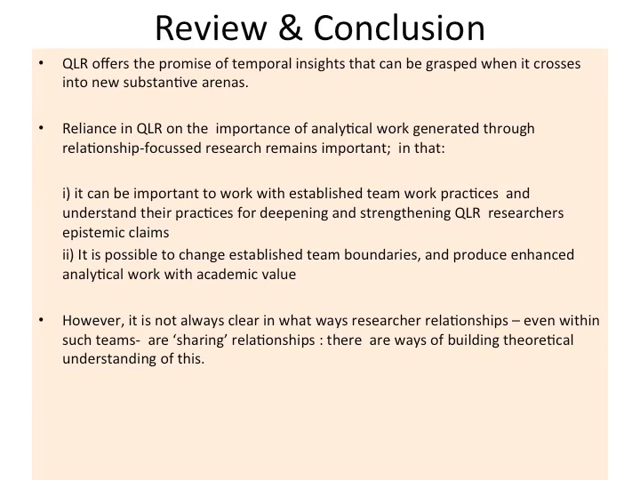 Review & Conclusion
• QLR offers the promise of temporal insights that can be grasped when it crosses
into new substantive arenas.
• Reliance in QLR on the  importance of analytical work generated through
relationship-focussed research remains important;  in that:
i) it can be important to work with established team work practices  and
understand their practices for deepening and strengthening QLR  researchers
epistemic claims
ii) It is possible to change established team boundaries, and produce enhanced
analytical work with academic value
• However, it is not always clear in what ways researcher relationships – even within
such teams-  are ‘sharing’ relationships : there  are ways of building theoretical
understanding of this.